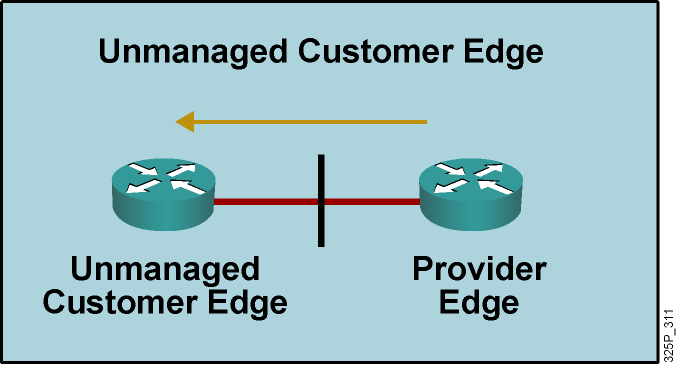 Unmanaged Customer Edge
Unmanaged
Customer Edge
Provider
Edge
325P_311